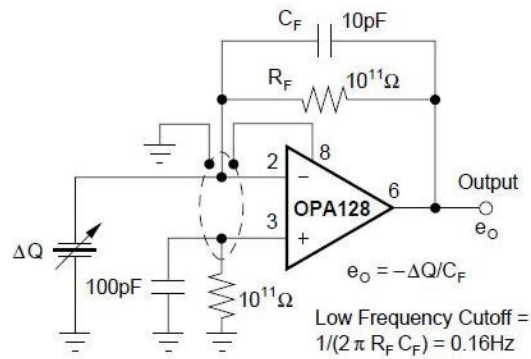 C_F 10pF
R_F 10^11Ω
2
8
−
OPA128
6
Output
e_O
3
+
ΔQ
100pF
10^11Ω
e_O = −ΔQ/C_F
Low Frequency Cutoff =
1/(2 π R_F C_F) = 0.16Hz